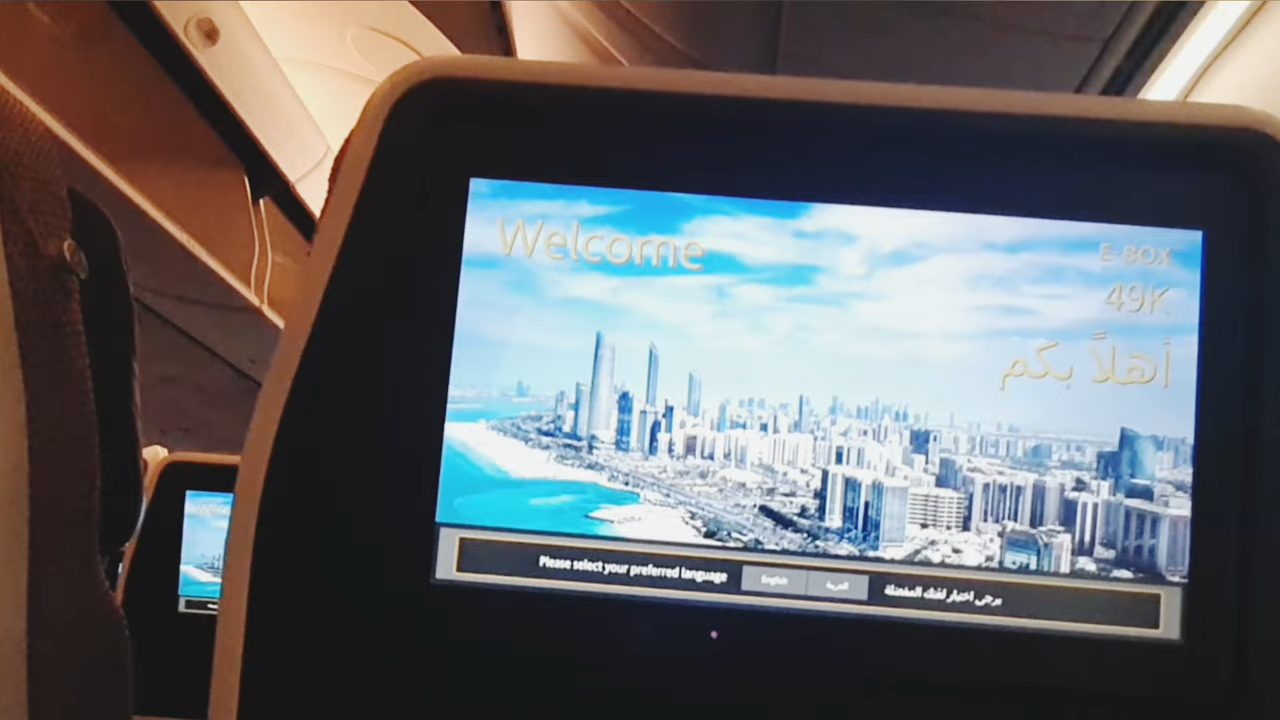 Welcome
E-BOX
49K
أهلاً بكم
Please select your preferred language
English
العربية
يرجى اختيار لغتك المفضلة